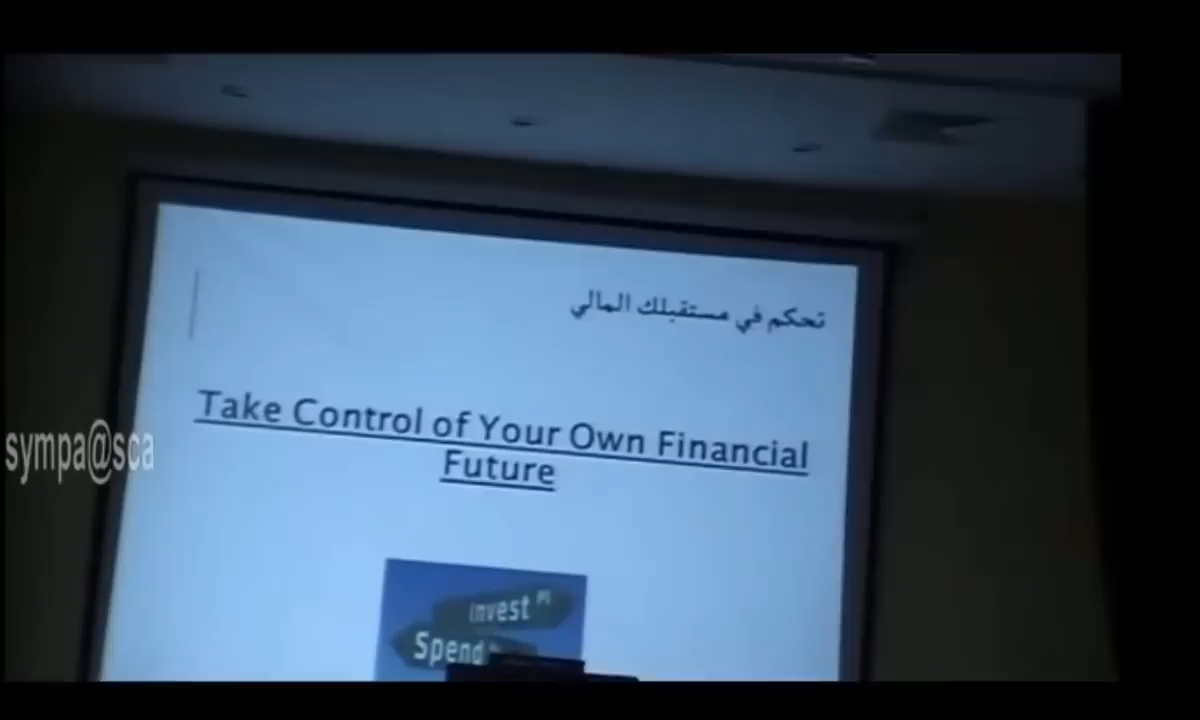 تحكم في مستقبلك المالي
Take Control of Your Own Financial
Future
sympa@sca
Invest
Spend